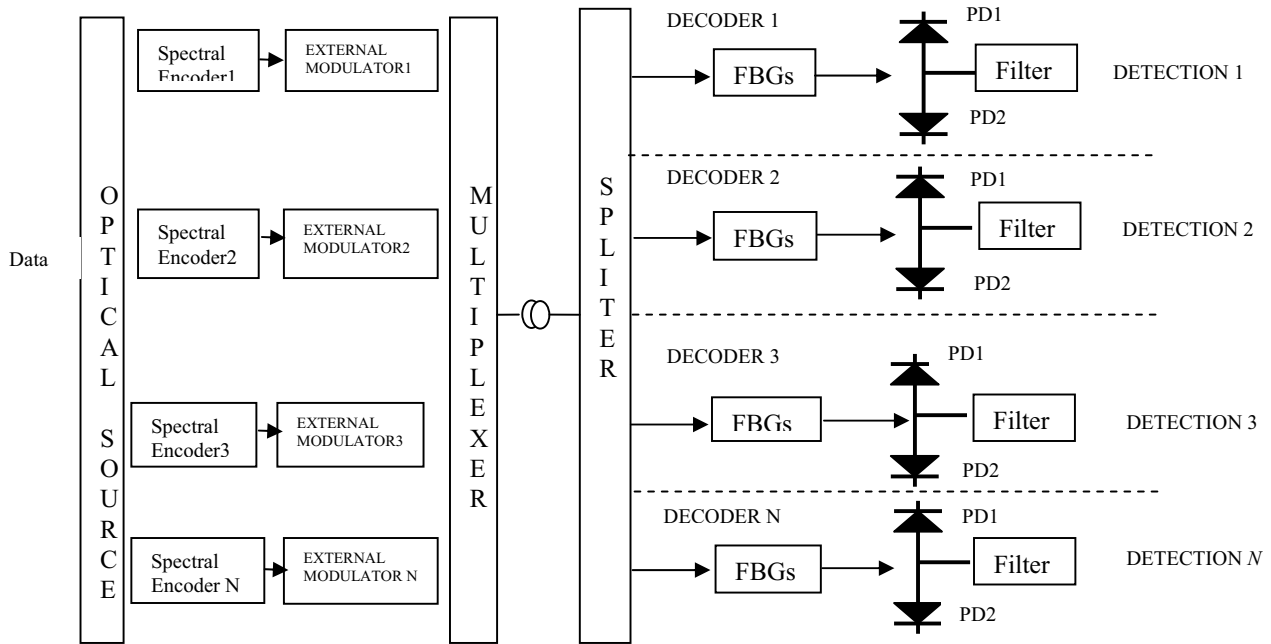 Data
OPTICAL SOURCE
Spectral
Encoder1
EXTERNAL
MODULATOR1
Spectral
Encoder2
EXTERNAL
MODULATOR2
Spectral
Encoder3
EXTERNAL
MODULATOR3
Spectral
Encoder N
EXTERNAL
MODULATOR N
MULTIPLEXER
SPLITER
DECODER 1
FBGs
PD1
PD2
Filter
DETECTION 1
DECODER 2
FBGs
PD1
PD2
Filter
DETECTION 2
DECODER 3
FBGs
PD1
PD2
Filter
DETECTION 3
DECODER N
FBGs
PD1
PD2
Filter
DETECTION N